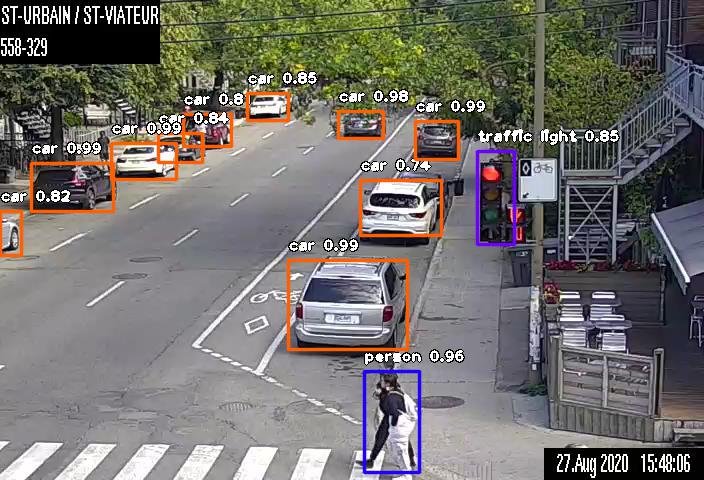 ST-URBAIN / ST-VIATEUR
558-329
car 0.85
car 0.8
car 0.98
car 0.84
car 0.99
car 0.99
traffic light 0.85
car 0.99
car 0.74
car 0.82
car 0.99
person 0.96
27.Aug 2020 15:48:06